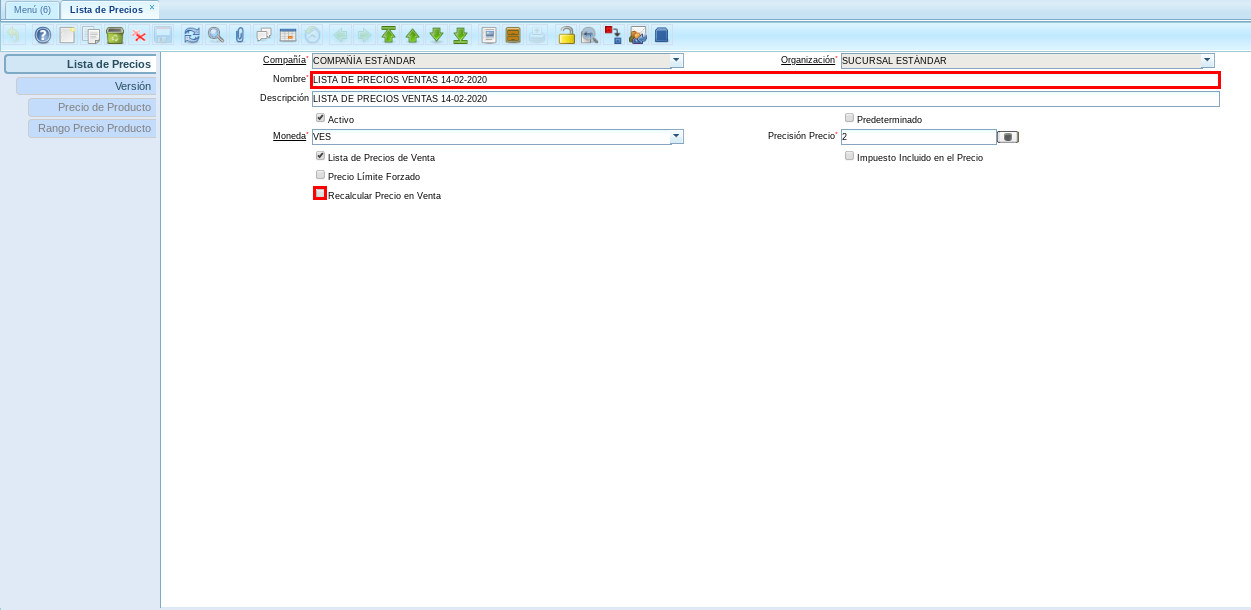 Menú (6) Lista de Precios ×
Lista de Precios
Versión
Precio de Producto
Rango Precio Producto
Compañía* COMPAÑÍA ESTÁNDAR Organización* SUCURSAL ESTÁNDAR
Nombre* LISTA DE PRECIOS VENTAS 14-02-2020
Descripción LISTA DE PRECIOS VENTAS 14-02-2020
Activo Predeterminado
Moneda* VES Precisión Precio* 2
Lista de Precios de Venta Impuesto Incluido en el Precio
Precio Límite Forzado
Recalcular Precio en Venta